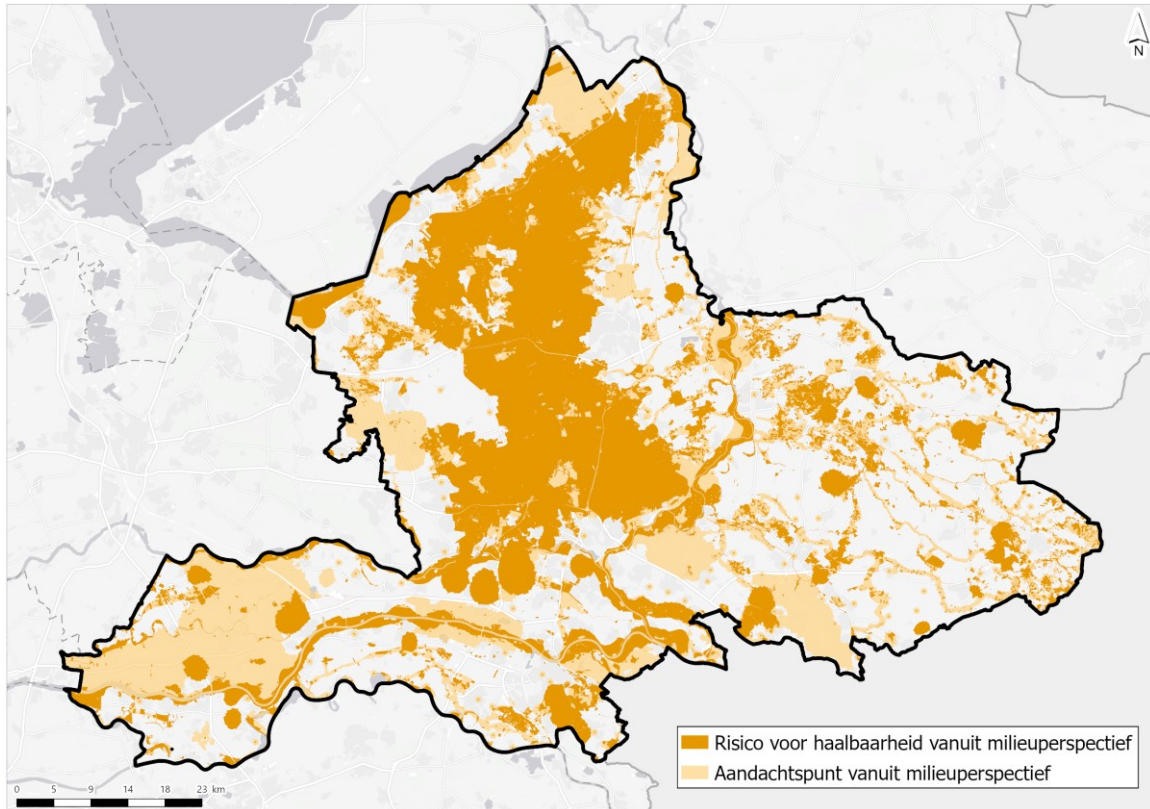 N
Risico voor haalbaarheid vanuit milieuperspectief
Aandachtspunt vanuit milieuperspectief
0 5 9 14 18 23 km